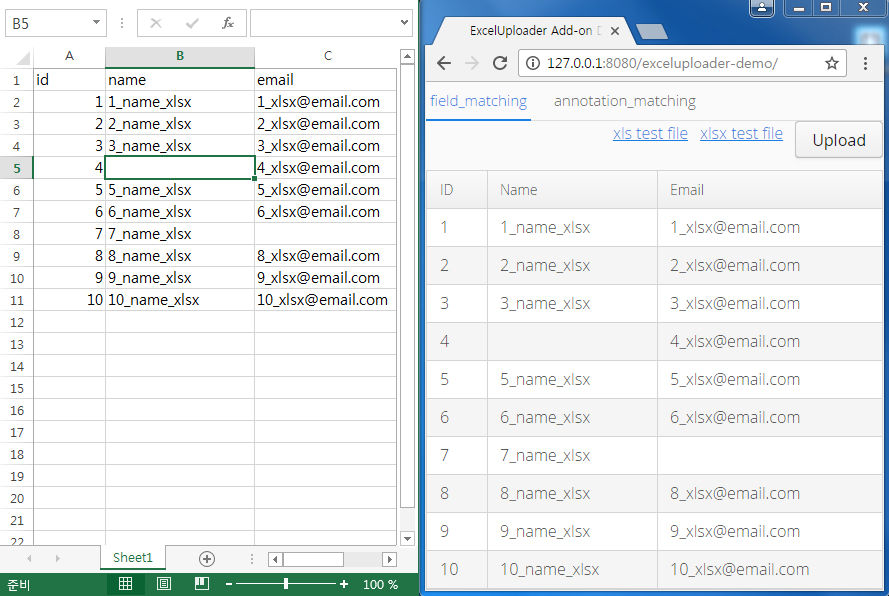 B5
fx
A B C
1 id name email
2 1 1_name_xlsx 1_xlsx@email.com
3 2 2_name_xlsx 2_xlsx@email.com
4 3 3_name_xlsx 3_xlsx@email.com
5 4 4_xlsx@email.com
6 5 5_name_xlsx 5_xlsx@email.com
7 6 6_name_xlsx 6_xlsx@email.com
8 7 7_name_xlsx
9 8 8_name_xlsx 8_xlsx@email.com
10 9 9_name_xlsx 9_xlsx@email.com
11 10 10_name_xlsx 10_xlsx@email.com
12
13
14
15
16
17
18
19
20
21
22
Sheet1
준비 100 %
ExcelUploader Add-on
127.0.0.1:8080/exceluploader-demo/
field_matching annotation_matching
xls test file xlsx test file Upload
ID Name Email
1 1_name_xlsx 1_xlsx@email.com
2 2_name_xlsx 2_xlsx@email.com
3 3_name_xlsx 3_xlsx@email.com
4 4_xlsx@email.com
5 5_name_xlsx 5_xlsx@email.com
6 6_name_xlsx 6_xlsx@email.com
7 7_name_xlsx
8 8_name_xlsx 8_xlsx@email.com
9 9_name_xlsx 9_xlsx@email.com
10 10_name_xlsx 10_xlsx@email.com